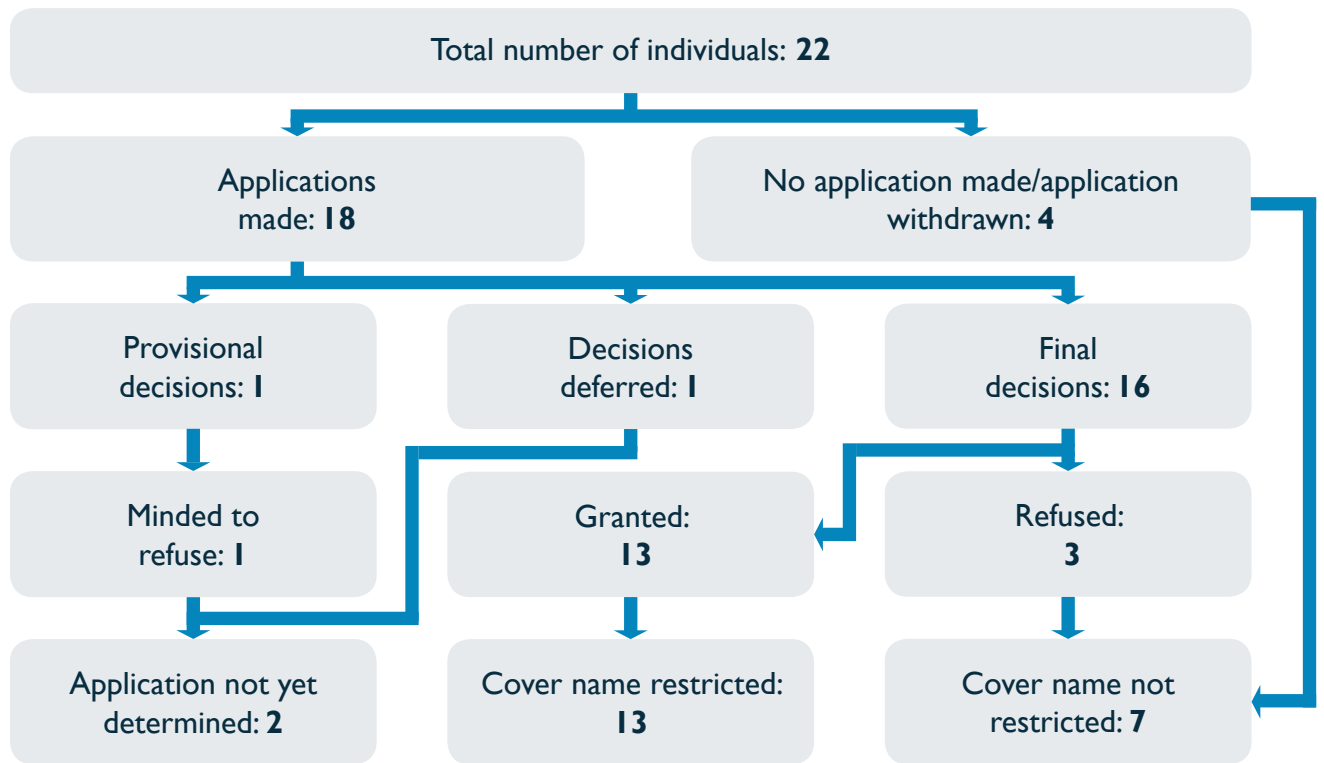 Total number of individuals: 22
Applications
made: 18
No application made/application
withdrawn: 4
Provisional
decisions: 1
Decisions
deferred: 1
Final
decisions: 16
Minded to
refuse: 1
Granted:
13
Refused:
3
Application not yet
determined: 2
Cover name restricted:
13
Cover name not
restricted: 7